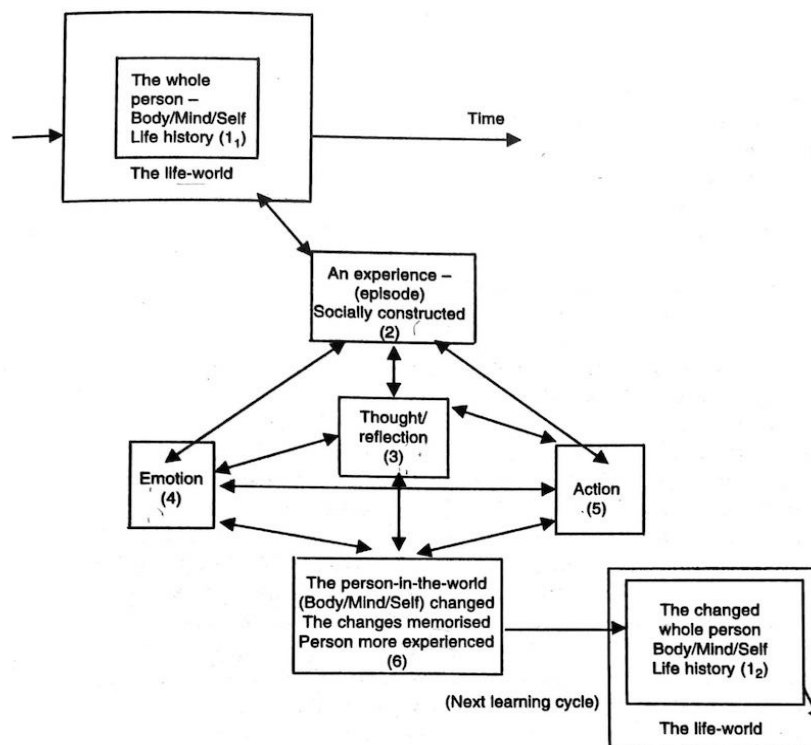 The whole
person –
Body/Mind/Self
Life history (1₁)
The life-world
Time
An experience –
(episode)
Socially constructed
(2)
Thought/
reflection
(3)
Emotion
(4)
Action
(5)
The person-in-the-world
(Body/Mind/Self) changed
The changes memorised
Person more experienced
(6)
The changed
whole person
Body/Mind/Self
Life history (1₂)
(Next learning cycle)
The life-world